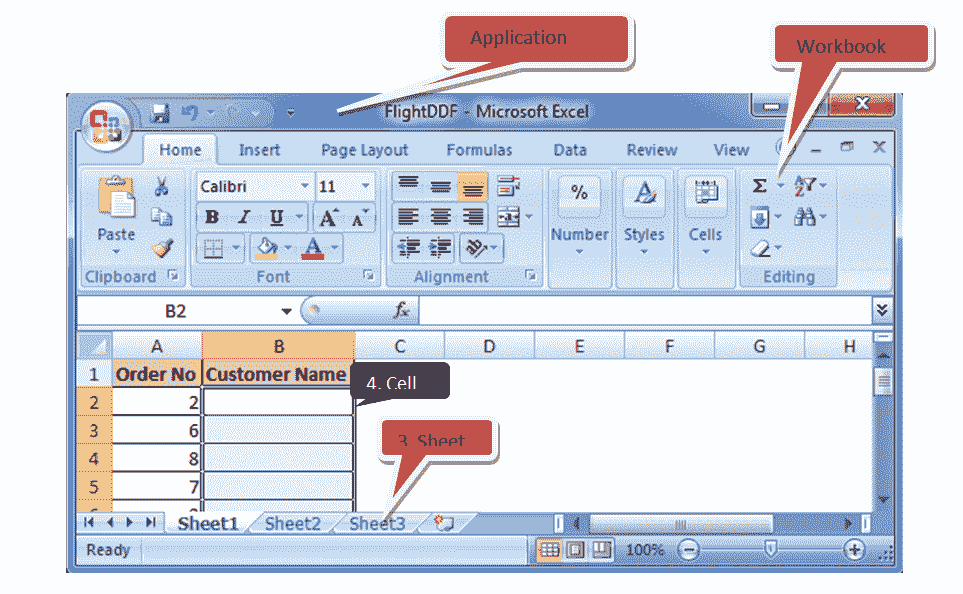 Application
Workbook
FlightDDF - Microsoft Excel
Home Insert Page Layout Formulas Data Review View
Calibri 11
Σ
B I U A A
%
Paste
A
Number Styles Cells
Clipboard Font Alignment Editing
B2 fx
A B C D E F G H
1 Order No Customer Name
4. Cell
2 2
3 6
3. Sheet
4 8
5 7
Sheet1 Sheet2 Sheet3
Ready 100%